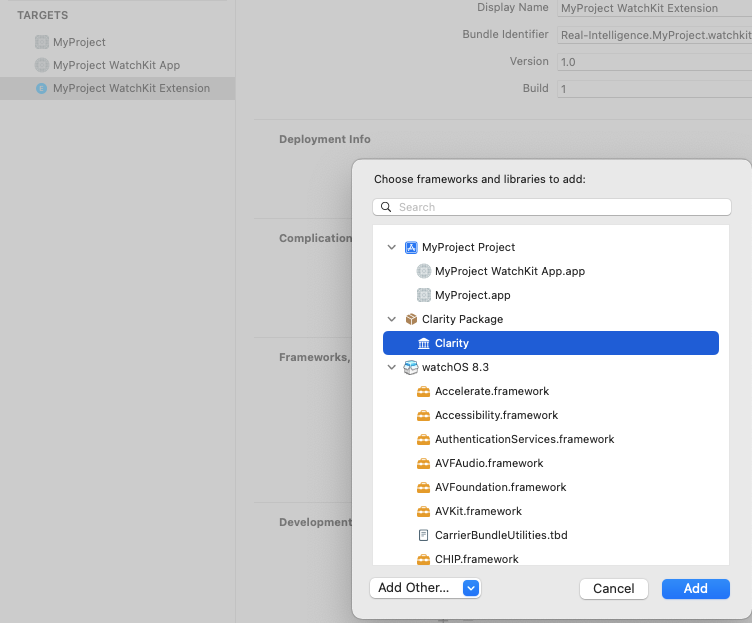 TARGETS
MyProject
MyProject WatchKit App
MyProject WatchKit Extension
Display Name MyProject WatchKit Extension
Bundle Identifier Real-Intelligence.MyProject.watchkit
Version 1.0
Build 1
Deployment Info
Complication
Frameworks,
Development
Choose frameworks and libraries to add:
Search
MyProject Project
MyProject WatchKit App.app
MyProject.app
Clarity Package
Clarity
watchOS 8.3
Accelerate.framework
Accessibility.framework
AuthenticationServices.framework
AVFAudio.framework
AVFoundation.framework
AVKit.framework
CarrierBundleUtilities.tbd
CHIP.framework
Add Other... Cancel Add